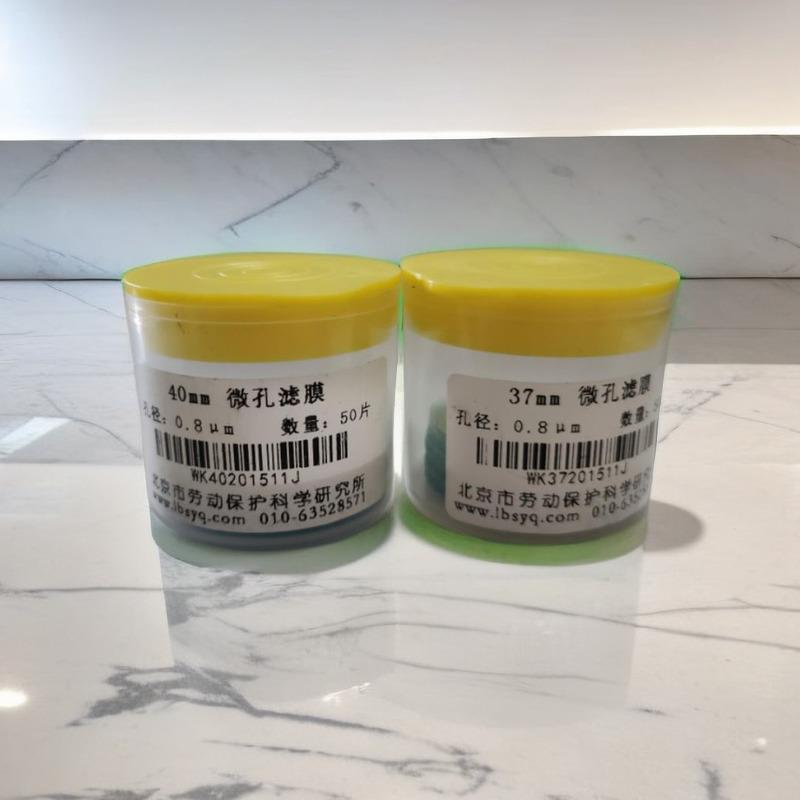 40mm 微孔滤膜
孔径：0.8μm 数量：50片
WK40201511J
北京市劳动保护科学研究所
www.lbsyq.com 010-63528571
37mm 微孔滤膜
孔径：0.8μm 数量：
WK37201511J
北京市劳动保护科学研究
www.lbsyq.com